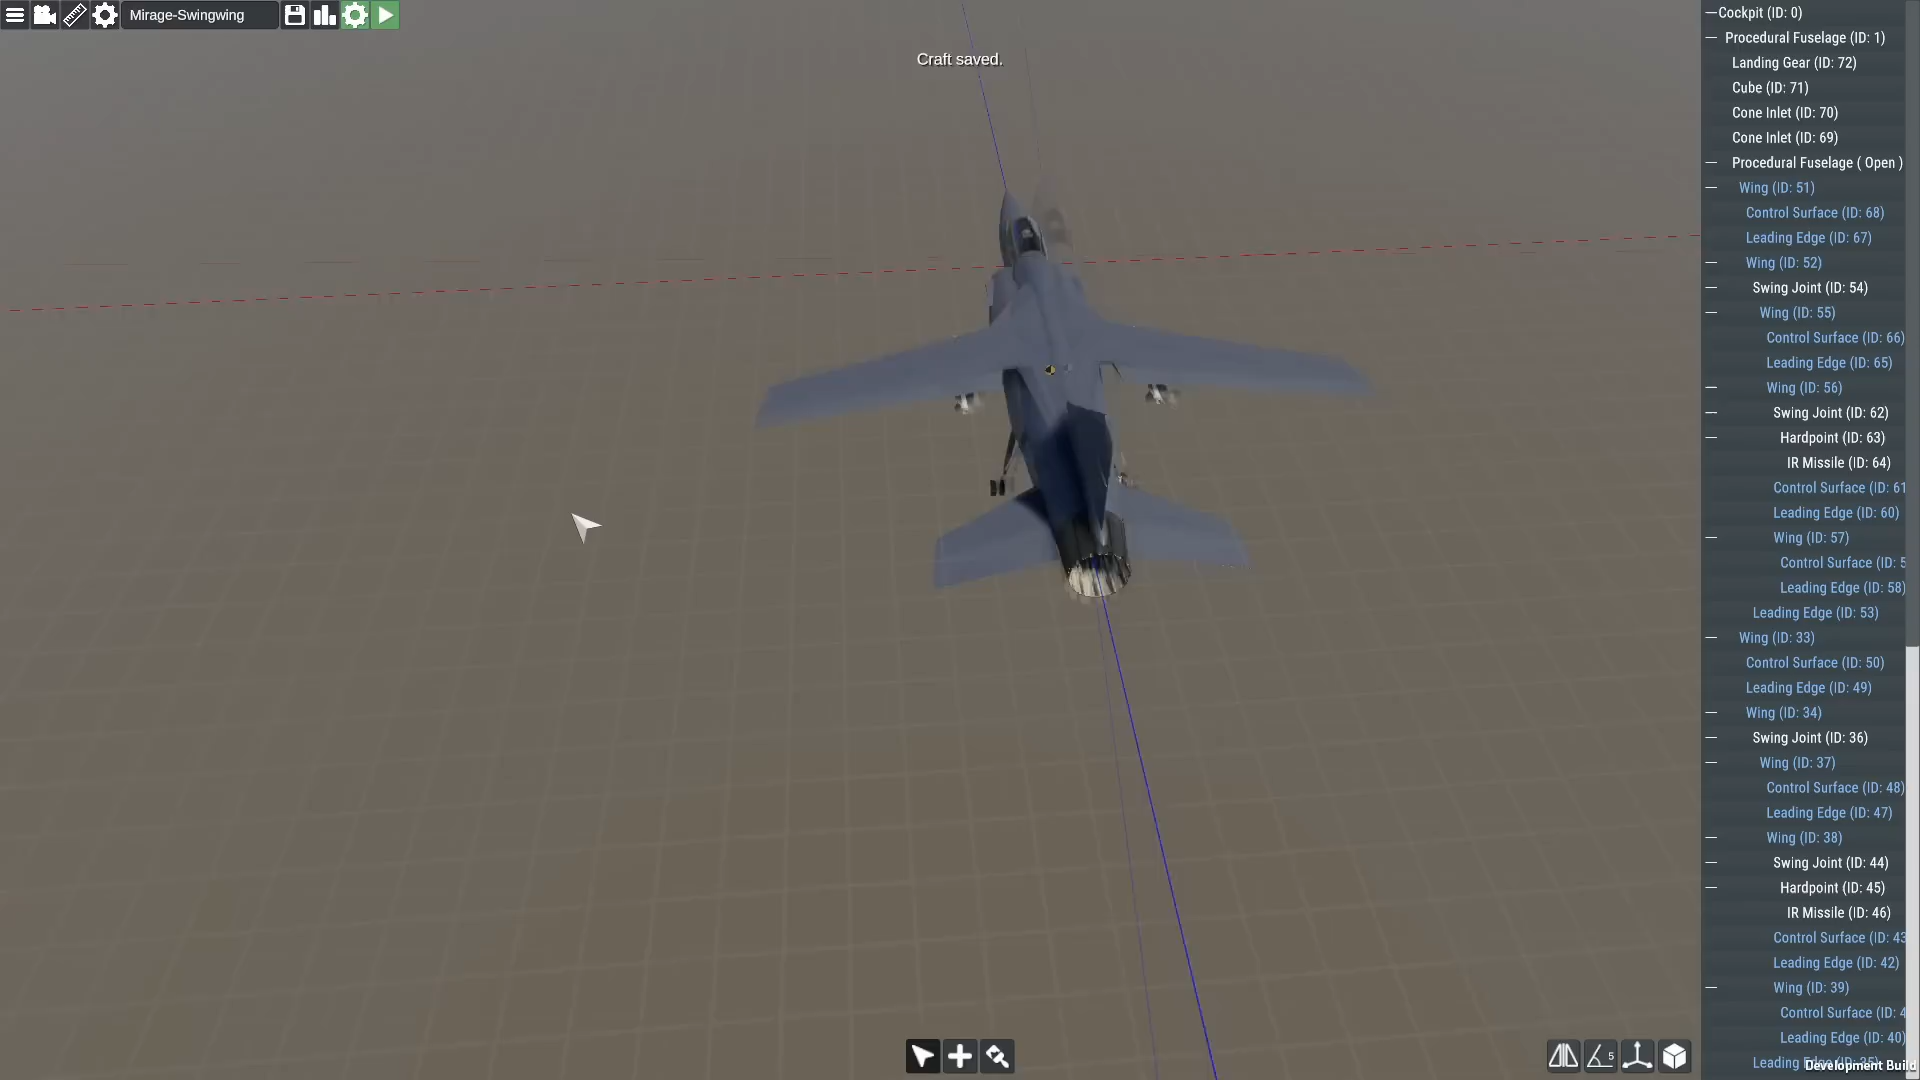 Mirage-Swingwing
Craft saved.
Cockpit (ID: 0)
Procedural Fuselage (ID: 1)
Landing Gear (ID: 72)
Cube (ID: 71)
Cone Inlet (ID: 70)
Cone Inlet (ID: 69)
Procedural Fuselage ( Open )
Wing (ID: 51)
Control Surface (ID: 68)
Leading Edge (ID: 67)
Wing (ID: 52)
Swing Joint (ID: 54)
Wing (ID: 55)
Control Surface (ID: 66)
Leading Edge (ID: 65)
Wing (ID: 56)
Swing Joint (ID: 62)
Hardpoint (ID: 63)
IR Missile (ID: 64)
Control Surface (ID: 61
Leading Edge (ID: 60)
Wing (ID: 57)
Control Surface (ID: 5
Leading Edge (ID: 58)
Leading Edge (ID: 53)
Wing (ID: 33)
Control Surface (ID: 50)
Leading Edge (ID: 49)
Wing (ID: 34)
Swing Joint (ID: 36)
Wing (ID: 37)
Control Surface (ID: 48)
Leading Edge (ID: 47)
Wing (ID: 38)
Swing Joint (ID: 44)
Hardpoint (ID: 45)
IR Missile (ID: 46)
Control Surface (ID: 43
Leading Edge (ID: 42)
Wing (ID: 39)
Control Surface (ID: 4
Leading Edge (ID: 40)
Leading
Development Build
5